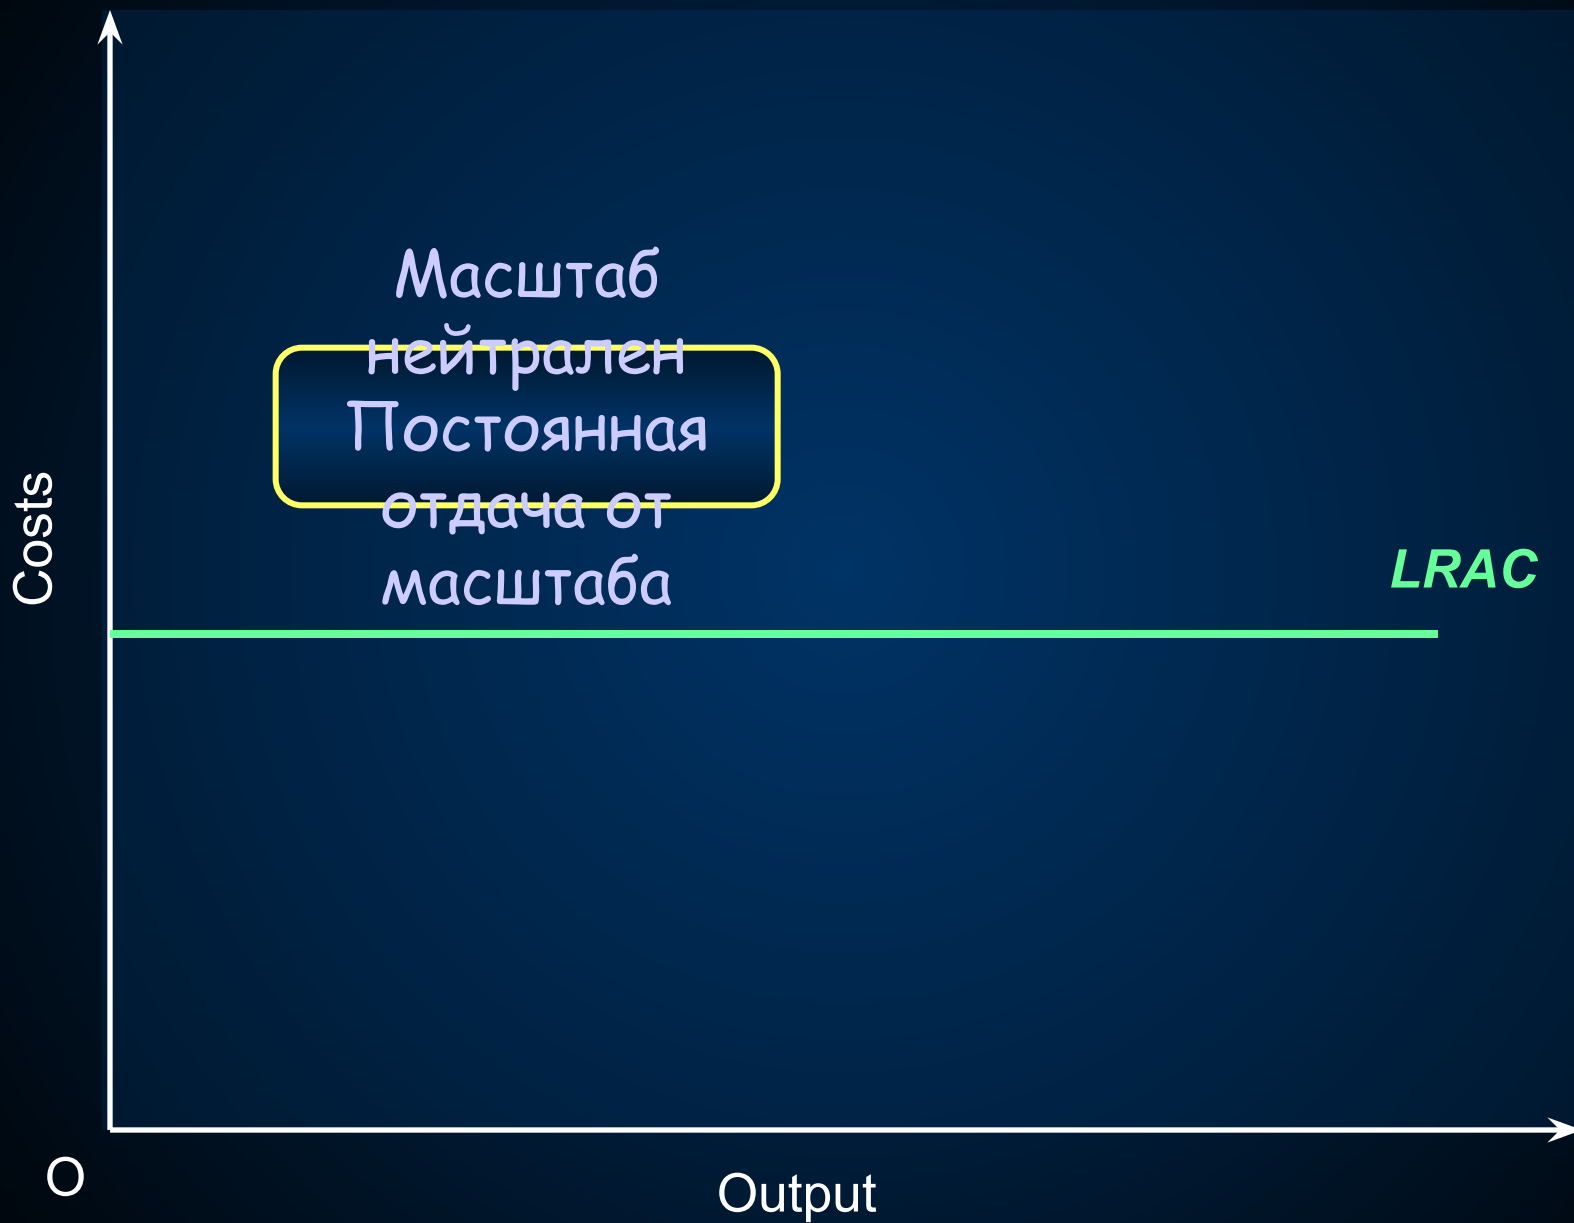 Масштаб
нейтрален
Постоянная
отдача от
масштаба
Costs
LRAC
O
Output